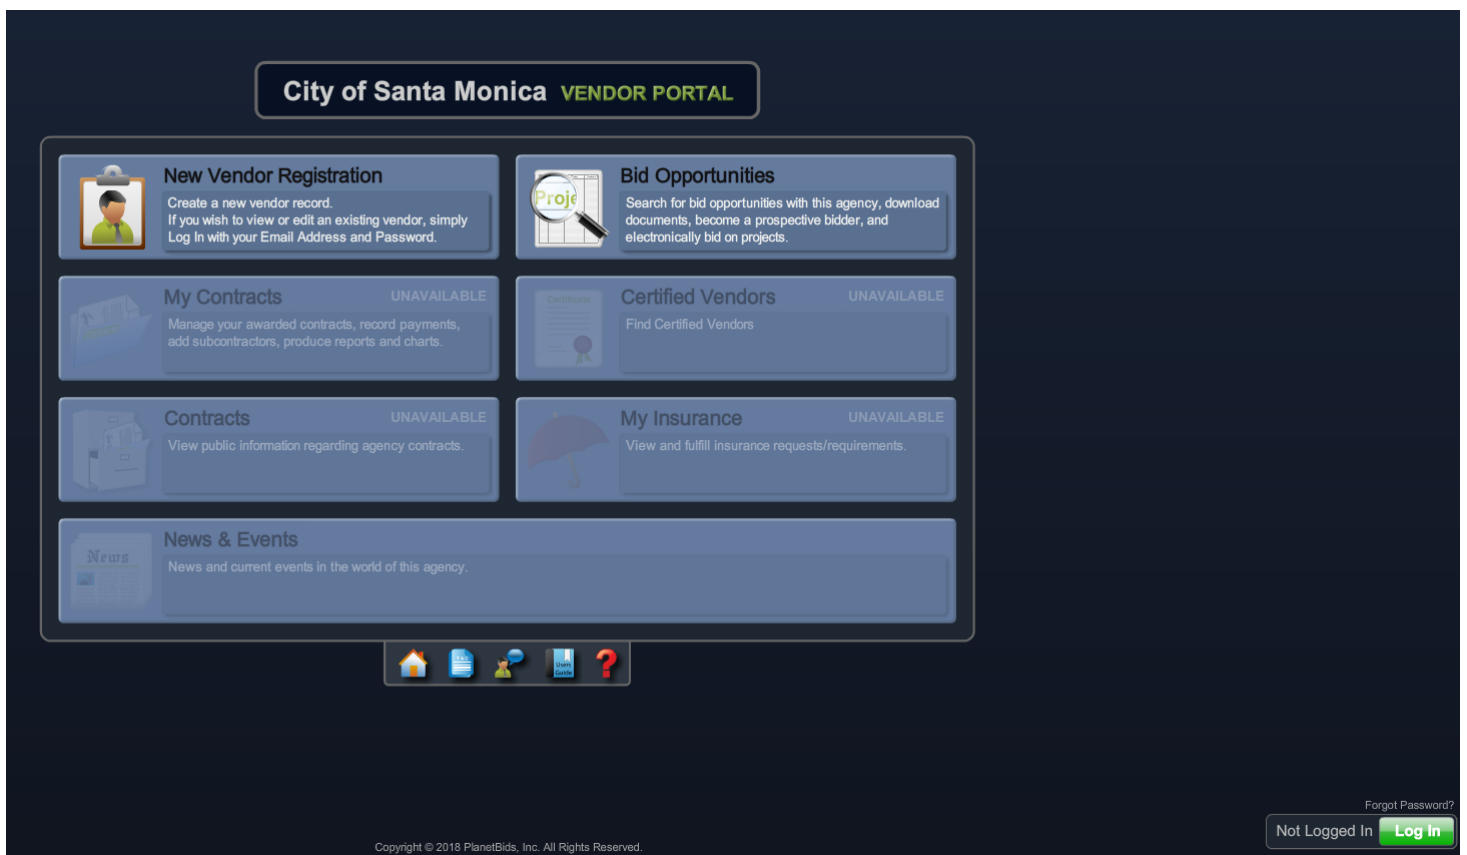 City of Santa Monica VENDOR PORTAL
New Vendor Registration
Create a new vendor record.
If you wish to view or edit an existing vendor, simply
Log In with your Email Address and Password.
Proje
Bid Opportunities
Search for bid opportunities with this agency, download
documents, become a prospective bidder, and
electronically bid on projects.
My Contracts UNAVAILABLE
Manage your awarded contracts, record payments,
add subcontractors, produce reports and charts.
Certificate
Certified Vendors UNAVAILABLE
Find Certified Vendors
Contracts UNAVAILABLE
View public information regarding agency contracts.
My Insurance UNAVAILABLE
View and fulfill insurance requests/requirements.
News
News & Events
News and current events in the world of this agency.
Users
Guide
?
Forgot Password?
Not Logged In Log In
Copyright © 2018 PlanetBids, Inc. All Rights Reserved.